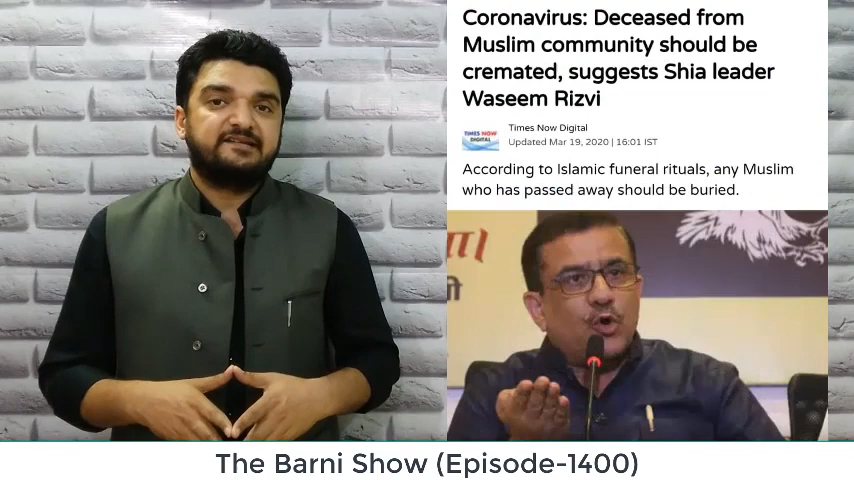 Coronavirus: Deceased from
Muslim community should be
cremated, suggests Shia leader
Waseem Rizvi
TIMES NOW
DIGITAL
Times Now Digital
Updated Mar 19, 2020 | 16:01 IST
According to Islamic funeral rituals, any Muslim
who has passed away should be buried.
The Barni Show (Episode-1400)